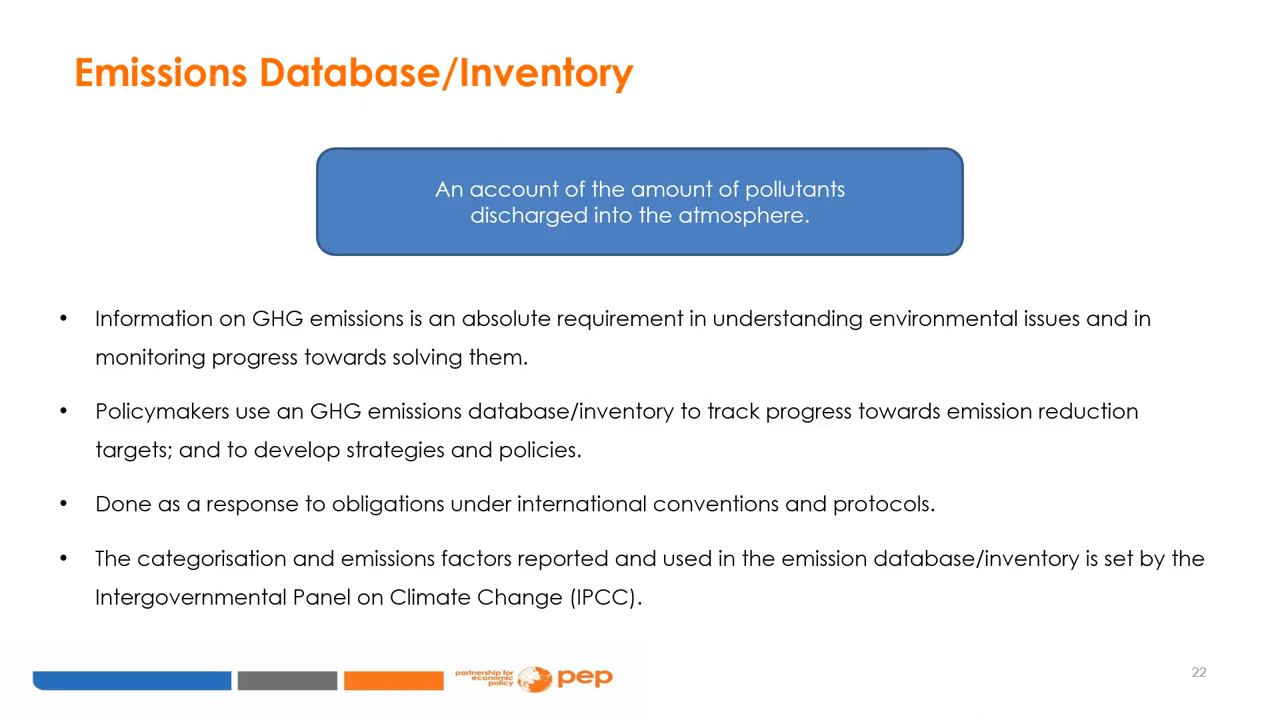 Emissions Database/Inventory
An account of the amount of pollutants
discharged into the atmosphere.
• Information on GHG emissions is an absolute requirement in understanding environmental issues and in
monitoring progress towards solving them.
• Policymakers use an GHG emissions database/inventory to track progress towards emission reduction
targets; and to develop strategies and policies.
• Done as a response to obligations under international conventions and protocols.
• The categorisation and emissions factors reported and used in the emission database/inventory is set by the
Intergovernmental Panel on Climate Change (IPCC).
partnership for
economic
policy
pep
22